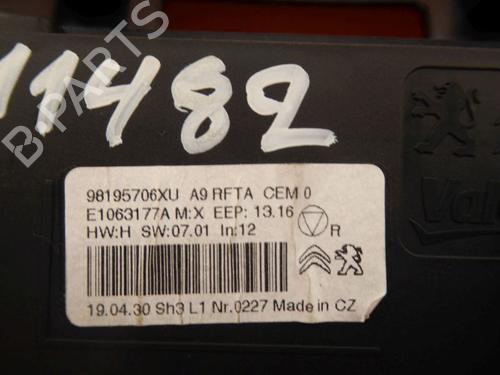 11482
B PARTS
98195706XU A9 RFTA CEM 0
E1063177A M:X EEP: 13.16
HW:H SW:07.01 In:12
R
19.04.30 Sh3 L1 Nr.0227 Made in CZ